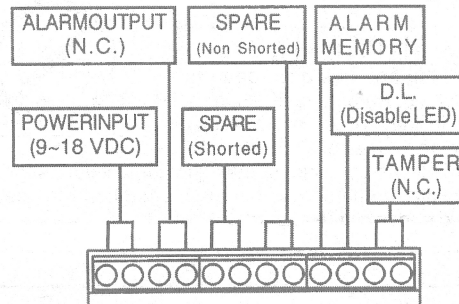 ALARMOUTPUT
(N.C.)
SPARE
(Non Shorted)
ALARM
MEMORY
D.L.
(DisableLED)
POWERINPUT
(9~18 VDC)
SPARE
(Shorted)
TAMPER
(N.C.)